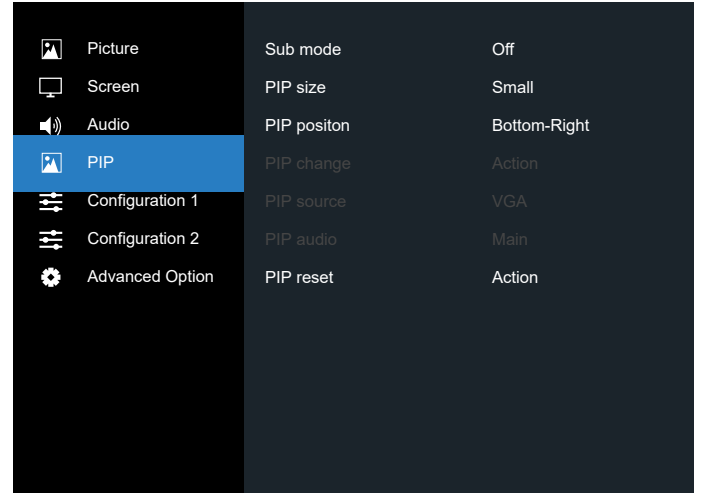 Picture
Screen
Audio
PIP
Configuration 1
Configuration 2
Advanced Option
Sub mode Off
PIP size Small
PIP positon Bottom-Right
PIP change Action
PIP source VGA
PIP audio Main
PIP reset Action